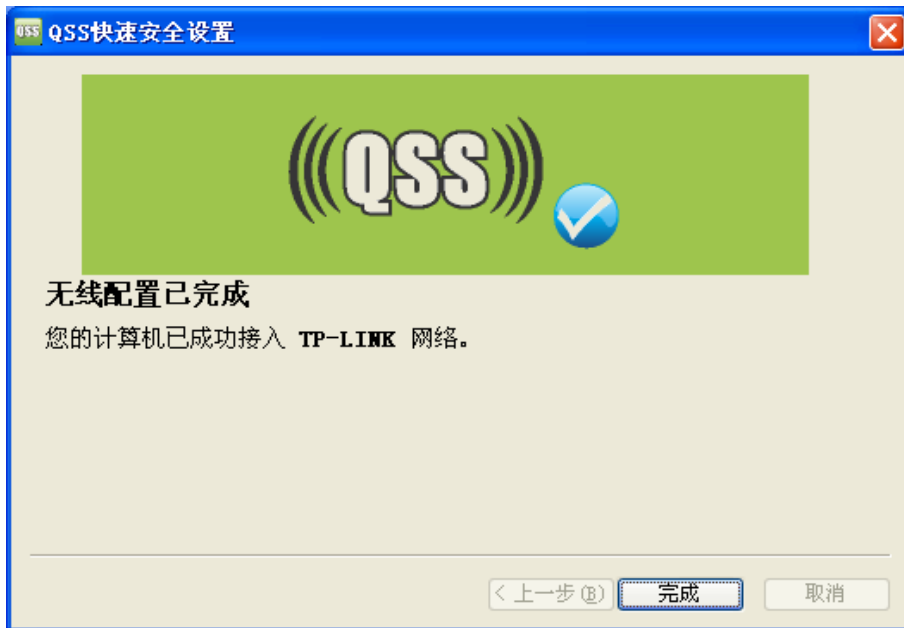 QSS QSS快速安全设置
(((QSS)))
无线配置已完成
您的计算机已成功接入 TP-LINK 网络。
< 上一步(B) 完成 取消